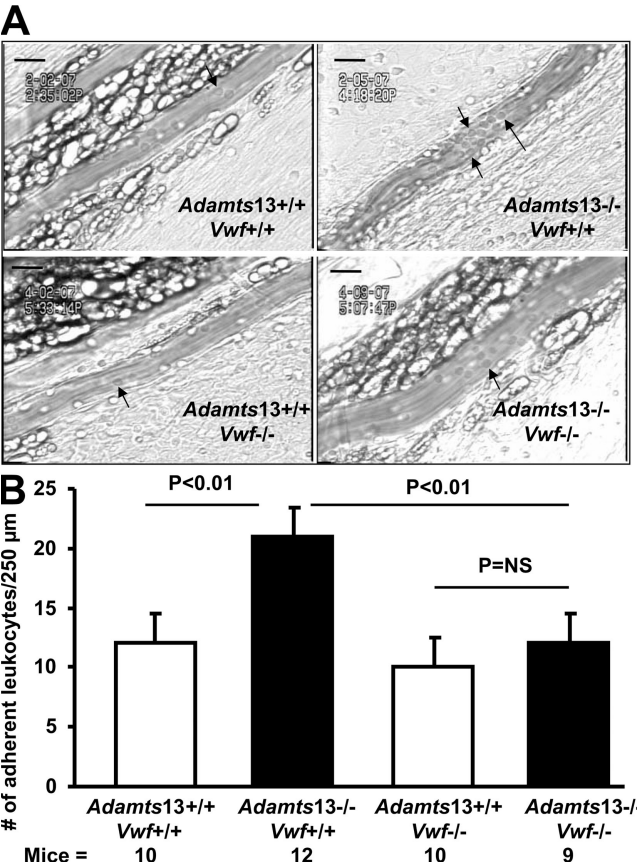 A
2-02-07
2:35:02P
Adamts13+/+
Vwf+/+
2-05-07
4:18:20P
Adamts13-/-
Vwf+/+
4-02-07
5:33:14P
Adamts13+/+
Vwf-/-
4-09-07
5:07:47P
Adamts13-/-
Vwf-/-
B
# of adherent leukocytes/250 µm
25
20
15
10
5
0
P<0.01
P<0.01
P=NS
Adamts13+/+
Vwf+/+
Adamts13-/-
Vwf+/+
Adamts13+/+
Vwf-/-
Adamts13-/-
Vwf-/-
Mice = 10 12 10 9